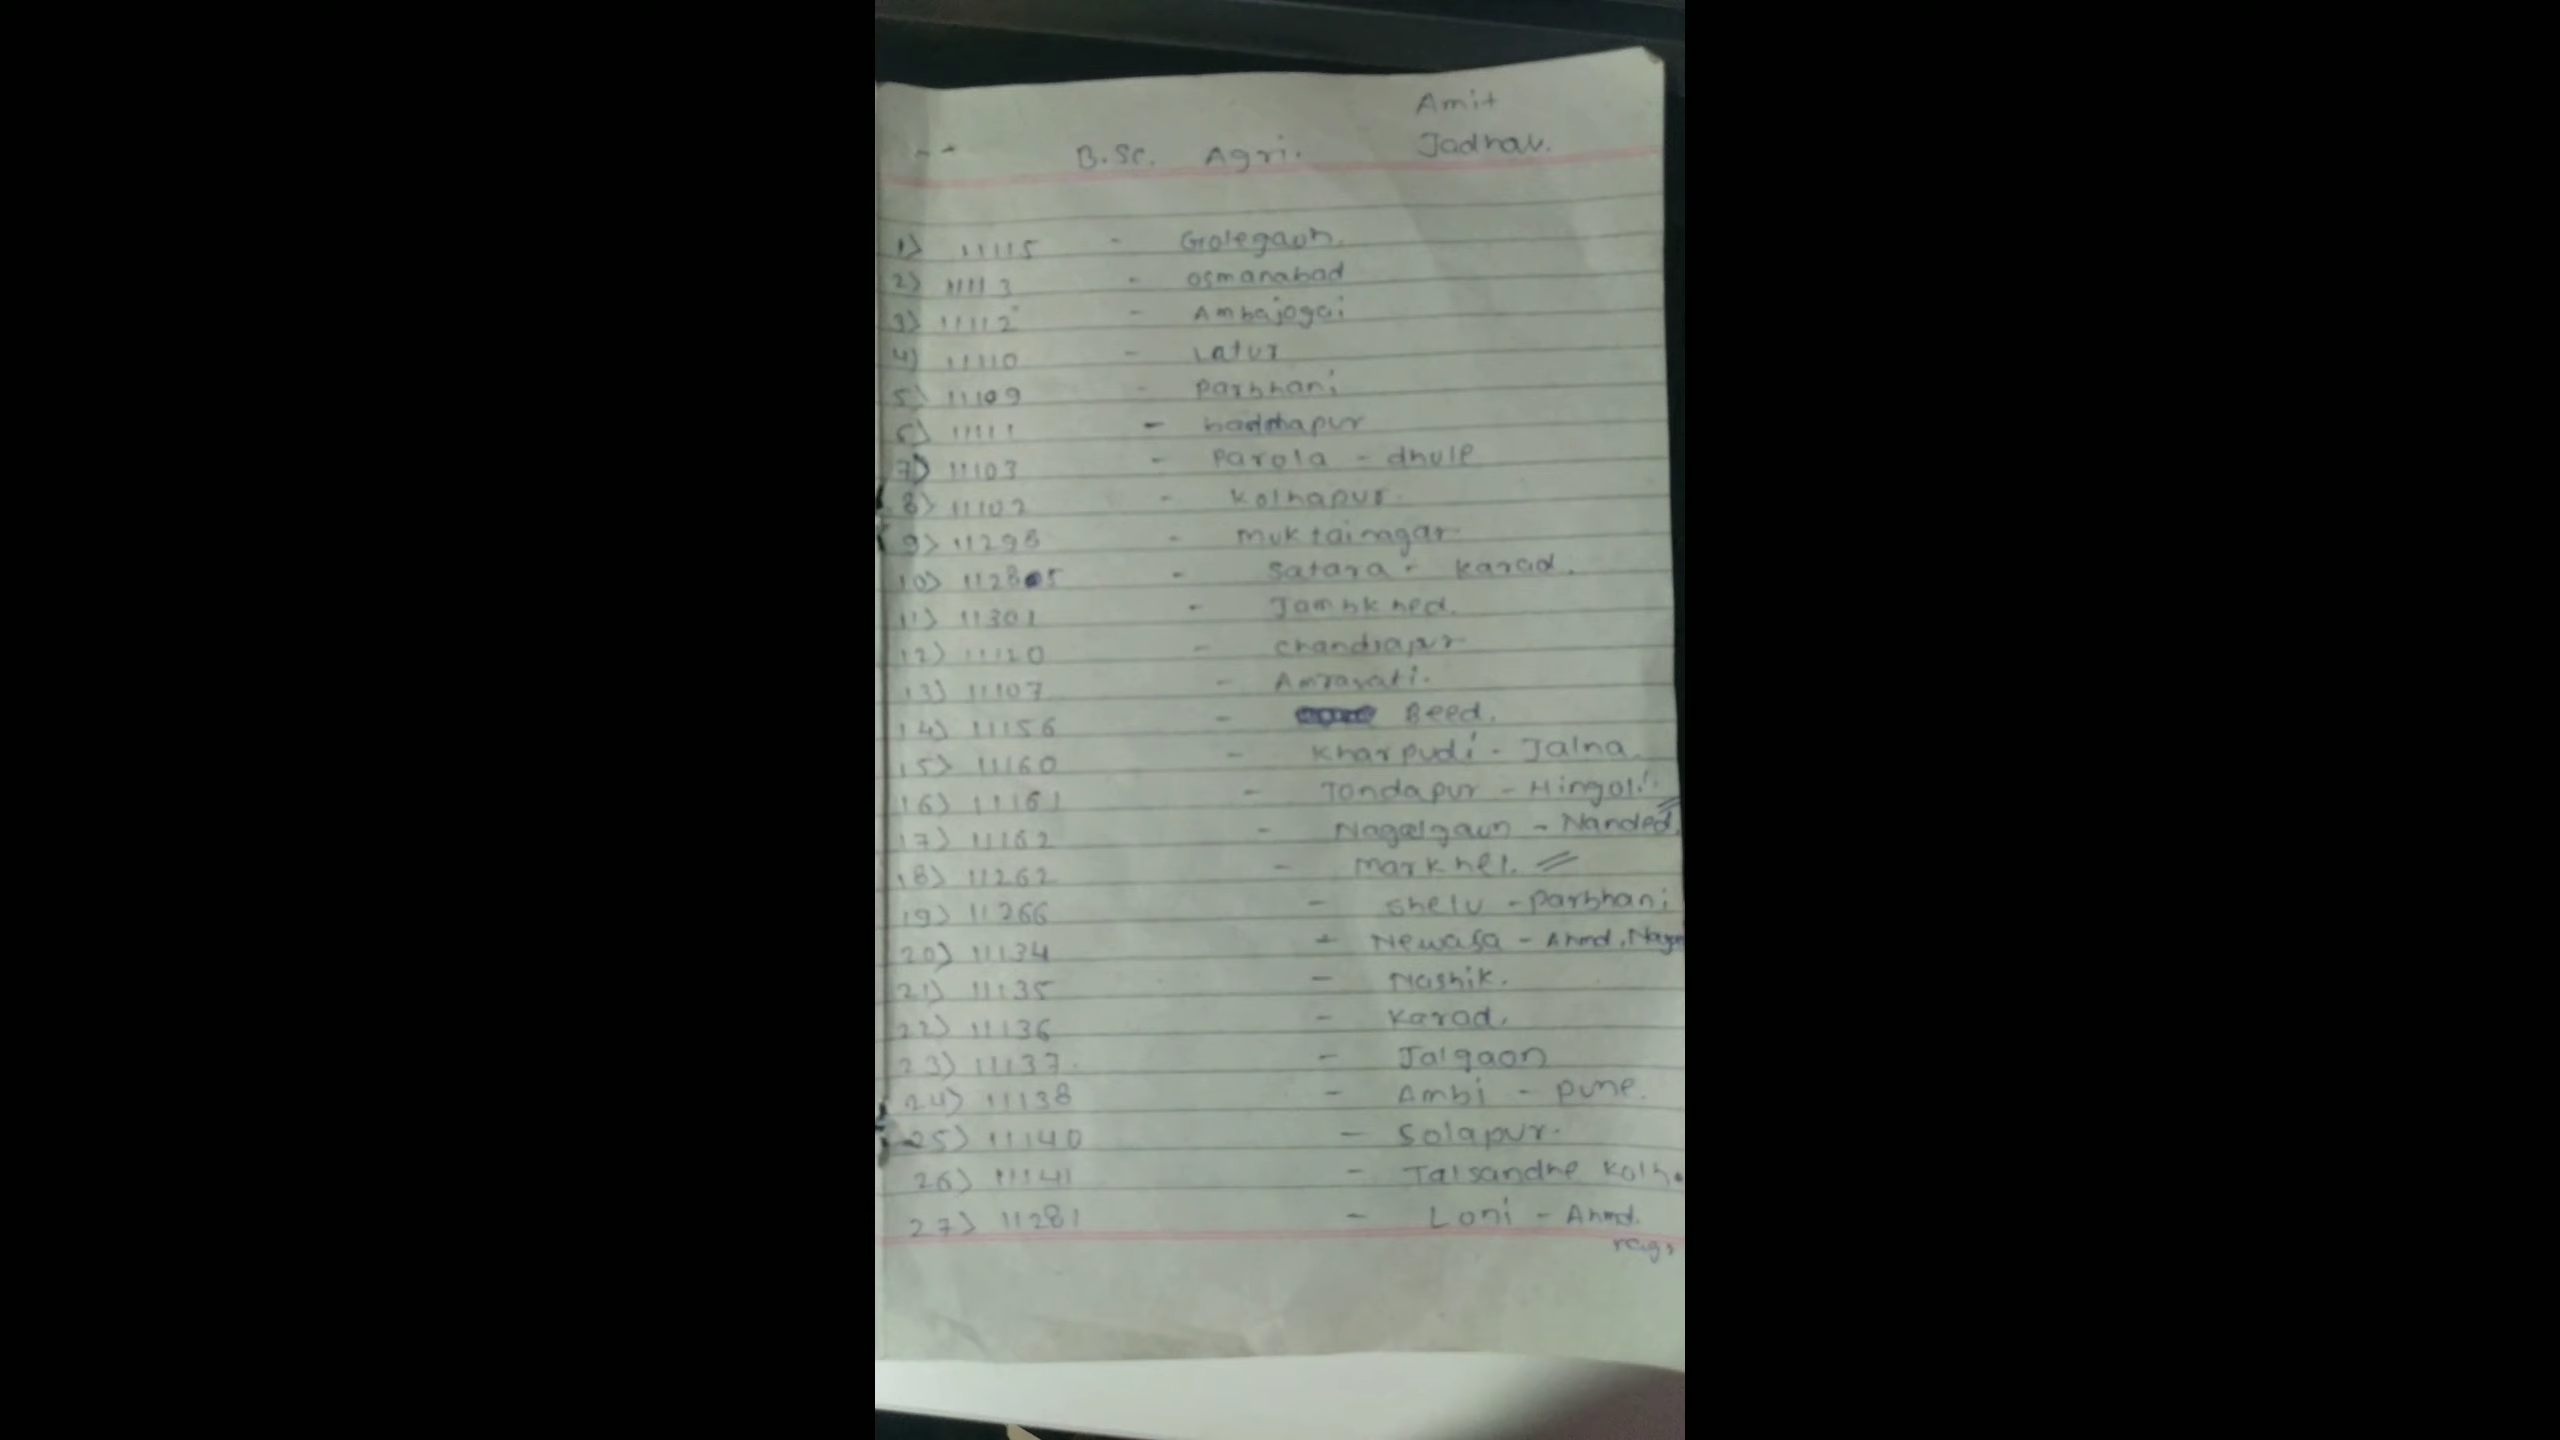 Amit
B.Sc. Agri. Jadhav.
1) 11115 - Golegaon.
2) 11113 - osmanabad
3) 11112 - Ambajogai
4) 11110 - Latur
5) 11109 - Parbhani
6) 11111 -
7) 11103 - Parola - dhule
8) 11102 - Kolhapur.
9) 11298 - muktainagar
10) - Satara - karad.
11) 11301 - Jamhkhed.
12) 11120 - chandrapur
13) 11107 - Amravati.
14) 11156 - Beed.
15) 11160 - Kharpudi - Jalna.
16) 11161 - Tondapur - Hingoli.
17) 11162 - - Nanded.
18) 11262 - markhel.
19) 11266 - shelu - parbhani
20) 11134 - Newasa - Ahmd. Naga
21) 11135 - Nashik.
22) 11136 - Karad.
23) 11137. - Jalgaon
24) 11138 - Ambi - pune.
25) 11140 - Solapur.
26) 11141 - Talsandhe Kolh.
27) 11281 - Loni - Ahmd.
nag,